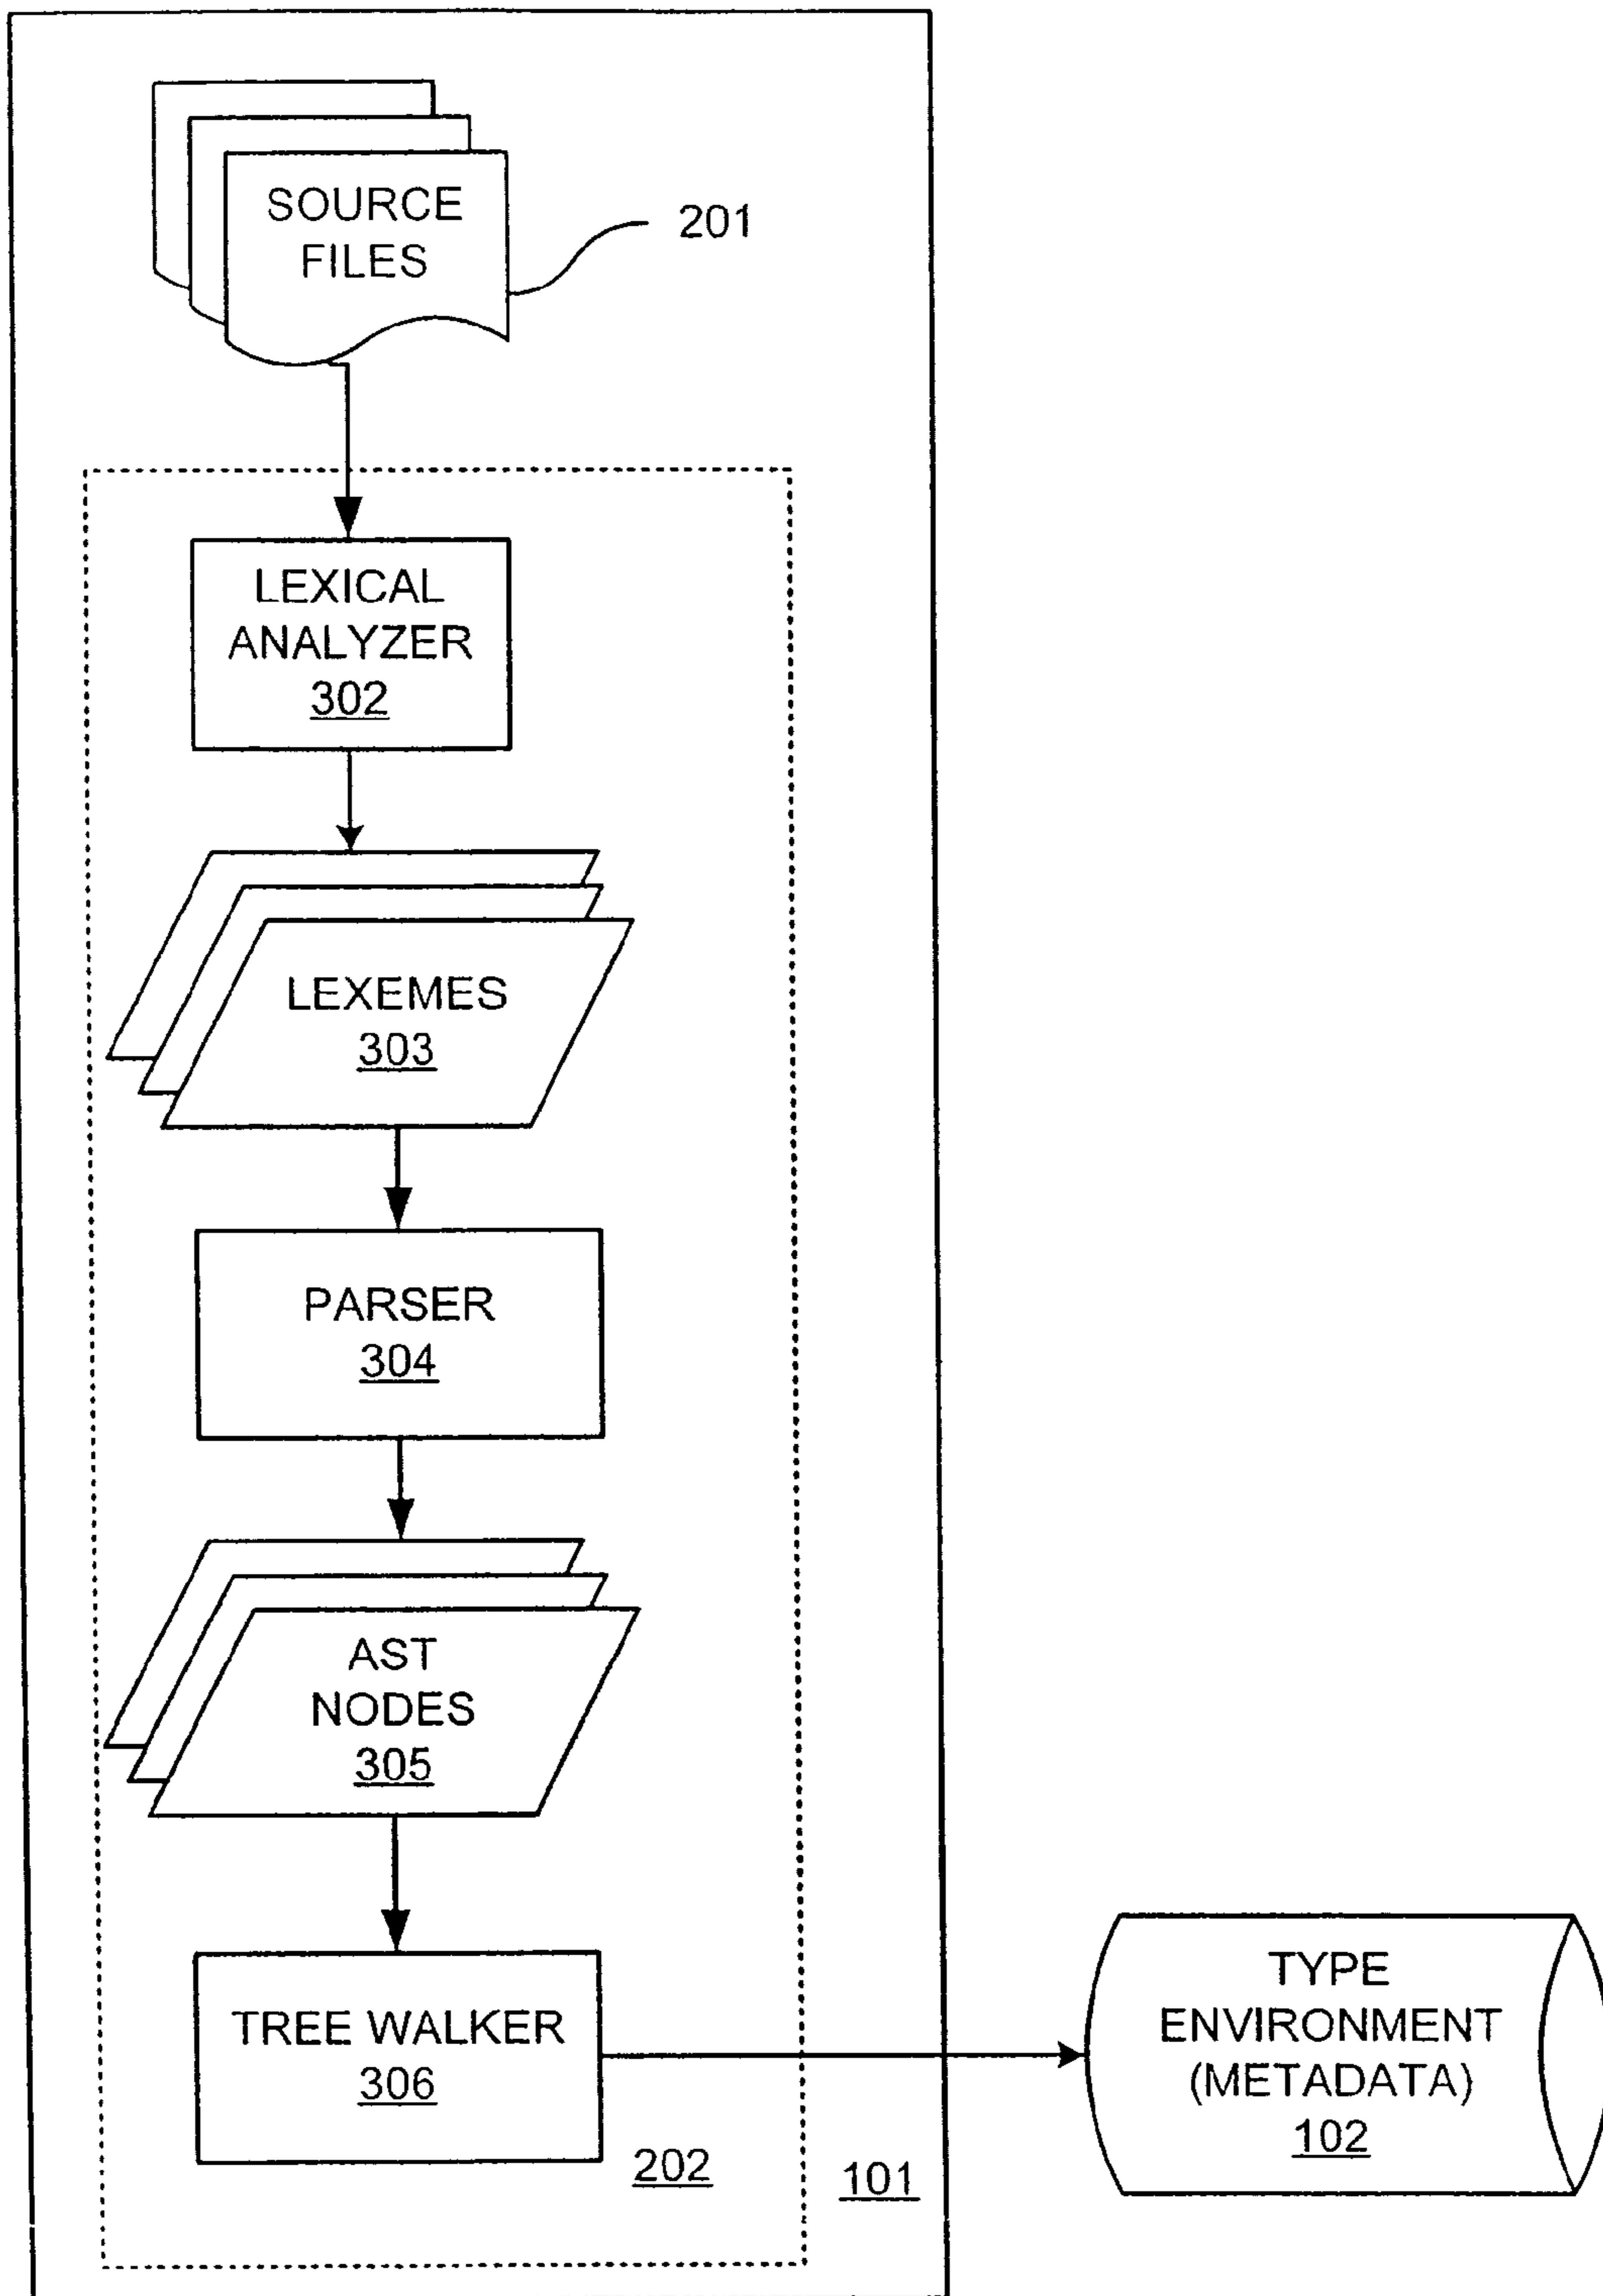 SOURCE
FILES
201
LEXICAL
ANALYZER
302
LEXEMES
303
PARSER
304
AST
NODES
305
TREE WALKER
306
202
101
TYPE
ENVIRONMENT
(METADATA)
102